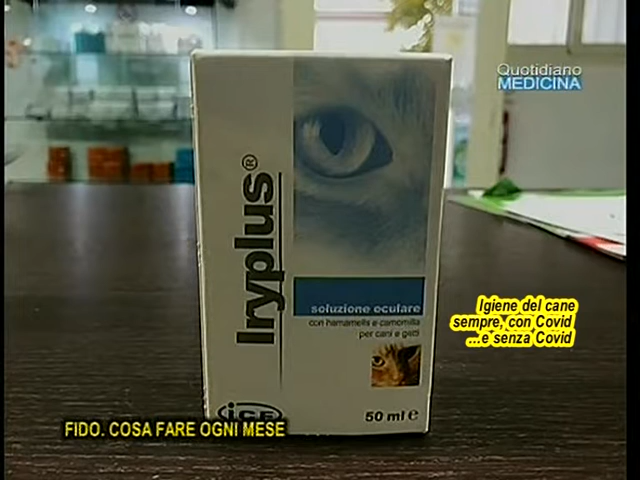 Quotidiano
MEDICINA
Iryplus®
soluzione oculare
con hamamelis e camomilla
per cani e gatti
Igiene del cane
sempre, con Covid
...e senza Covid
iCF
50 ml e
FIDO. COSA FARE OGNI MESE